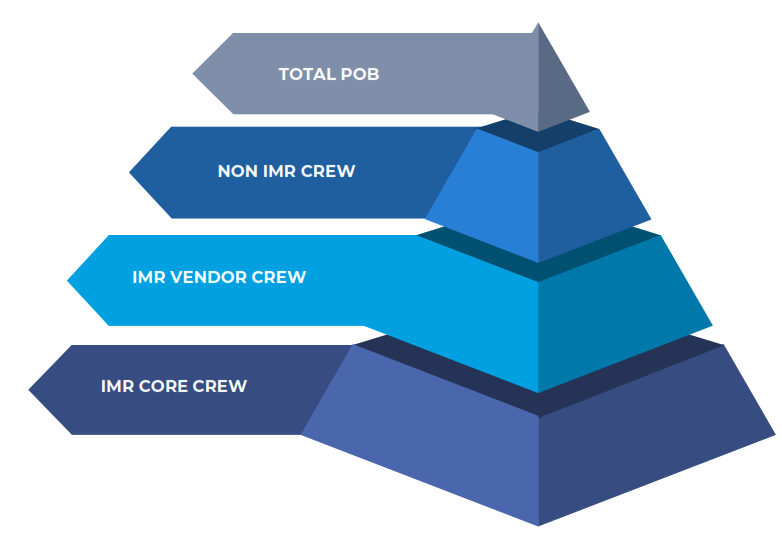 TOTAL POB
NON IMR CREW
IMR VENDOR CREW
IMR CORE CREW